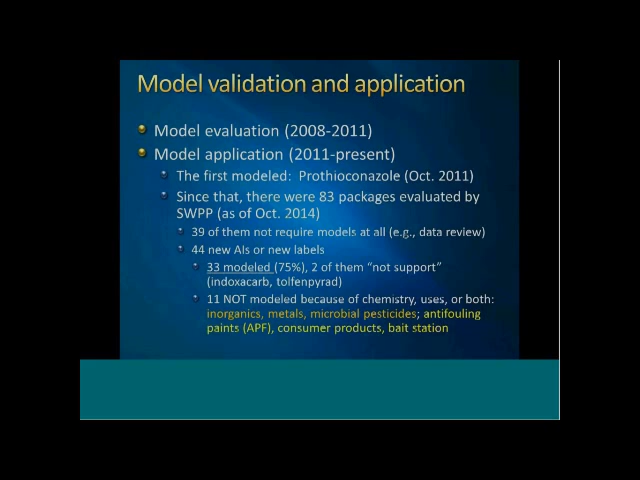 Model validation and application
Model evaluation (2008-2011)
Model application (2011-present)
The first modeled: Prothioconazole (Oct. 2011)
Since that, there were 83 packages evaluated by
SWPP (as of Oct. 2014)
39 of them not require models at all (e.g., data review)
44 new AIs or new labels
33 modeled (75%), 2 of them “not support”
(indoxacarb, tolfenpyrad)
11 NOT modeled because of chemistry, uses, or both:
inorganics, metals, microbial pesticides; antifouling
paints (APF), consumer products, bait station